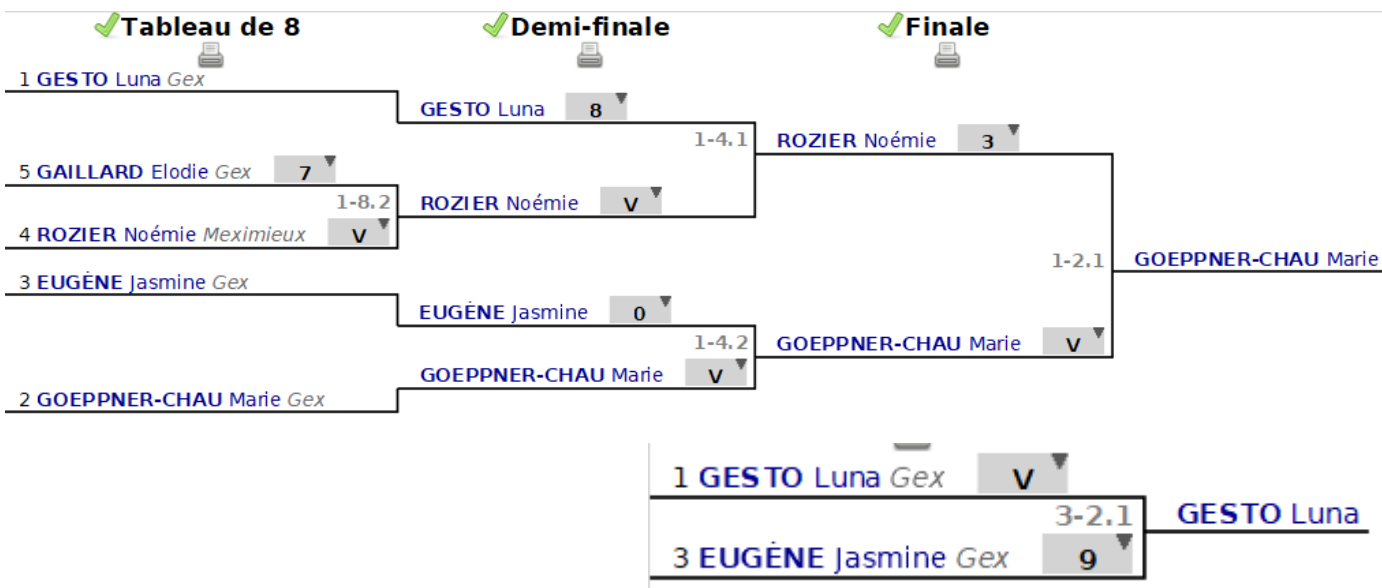 Tableau de 8 Demi-finale Finale
1 GESTO Luna Gex
GESTO Luna 8
1-4.1 ROZIER Noémie 3
5 GAILLARD Elodie Gex 7
1-8.2 ROZIER Noémie V
4 ROZIER Noémie Meximieux V
1-2.1 GOEPPNER-CHAU Marie
3 EUGÈNE Jasmine Gex
EUGÈNE Jasmine 0
1-4.2 GOEPPNER-CHAU Marie V
GOEPPNER-CHAU Marie V
2 GOEPPNER-CHAU Marie Gex
1 GESTO Luna Gex V
3-2.1 GESTO Luna
3 EUGÈNE Jasmine Gex 9